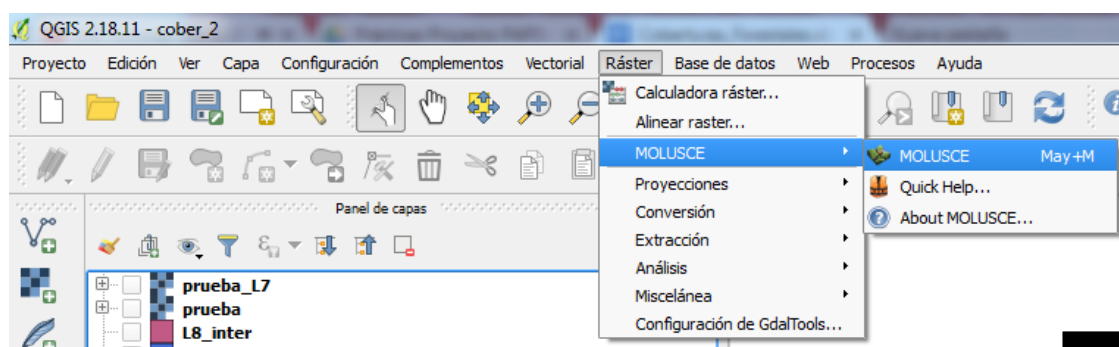 QGIS 2.18.11 - cober_2
Proyecto Edición Ver Capa Configuración Complementos Vectorial Ráster Base de datos Web Procesos Ayuda
Calculadora ráster...
Alinear raster...
MOLUSCE
MOLUSCE May+M
Proyecciones
Quick Help...
Conversión
About MOLUSCE...
Extracción
Análisis
Miscelánea
Configuración de GdalTools...
Panel de capas
prueba_L7
prueba
L8_inter